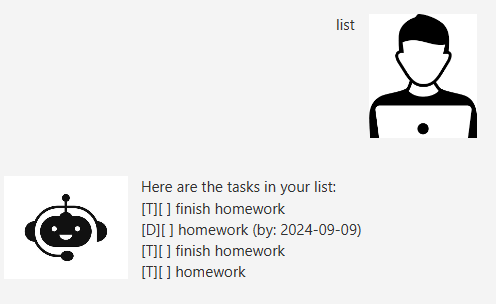 list
Here are the tasks in your list:
[T][ ] finish homework
[D][ ] homework (by: 2024-09-09)
[T][ ] finish homework
[T][ ] homework